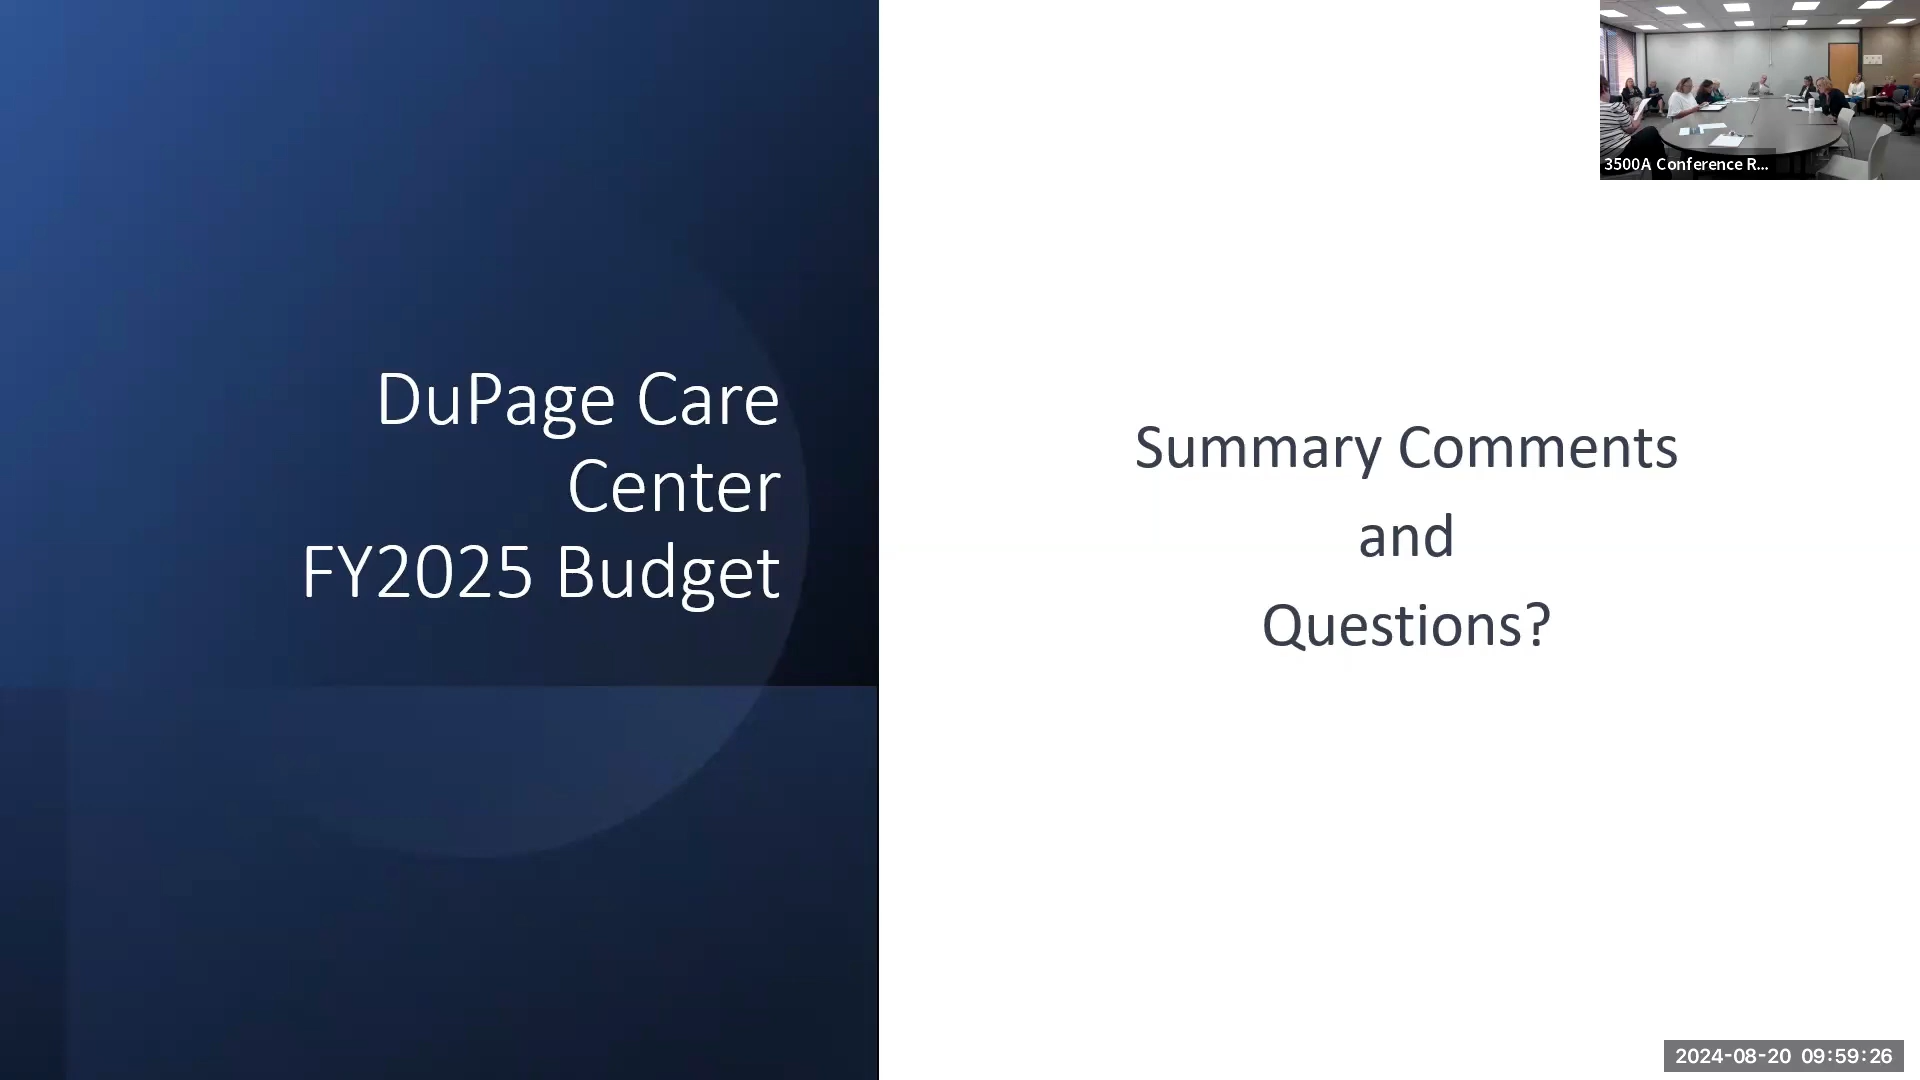 DuPage Care
Center
FY2025 Budget
Summary Comments
and
Questions?
3500A Conference R...
2024-08-20 09:59:26